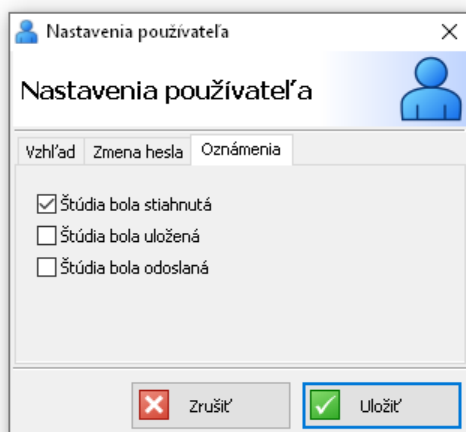 Nastavenia používateľa
Nastavenia používateľa
Vzhľad Zmena hesla Oznámenia
Štúdia bola stiahnutá
Štúdia bola uložená
Štúdia bola odoslaná
Zrušiť Uložiť